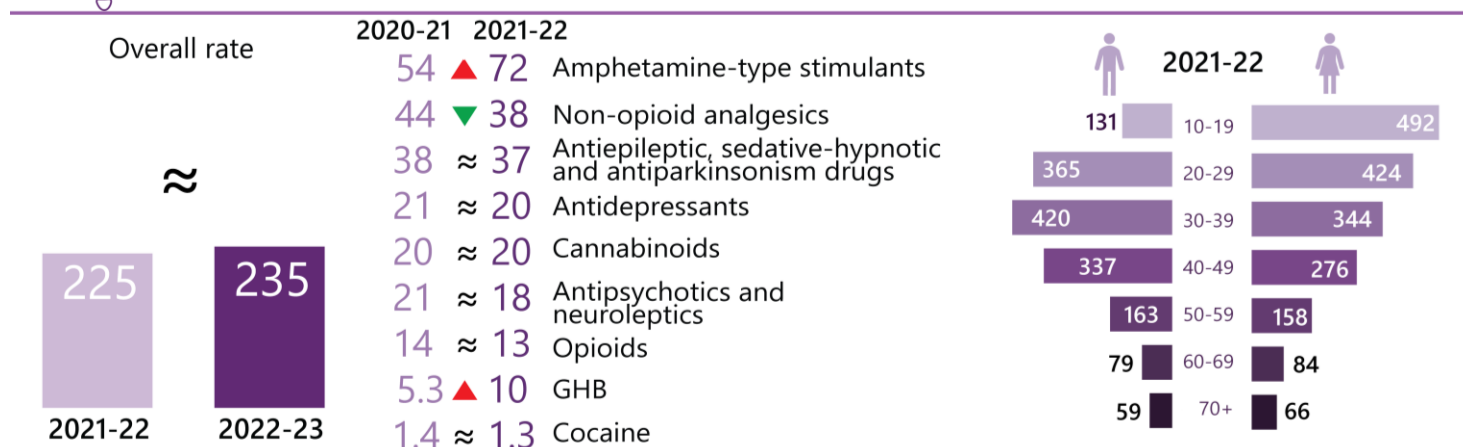 Overall rate
≈
225
235
2021-22
2022-23
2020-21 2021-22
54 ▲ 72 Amphetamine-type stimulants
44 ▼ 38 Non-opioid analgesics
38 ≈ 37 Antiepileptic, sedative-hypnotic
and antiparkinsonism drugs
21 ≈ 20 Antidepressants
20 ≈ 20 Cannabinoids
21 ≈ 18 Antipsychotics and
neuroleptics
14 ≈ 13 Opioids
5.3 ▲ 10 GHB
1.4 ≈ 1.3 Cocaine
2021-22
131 10-19 492
365 20-29 424
420 30-39 344
337 40-49 276
163 50-59 158
79 60-69 84
59 70+ 66